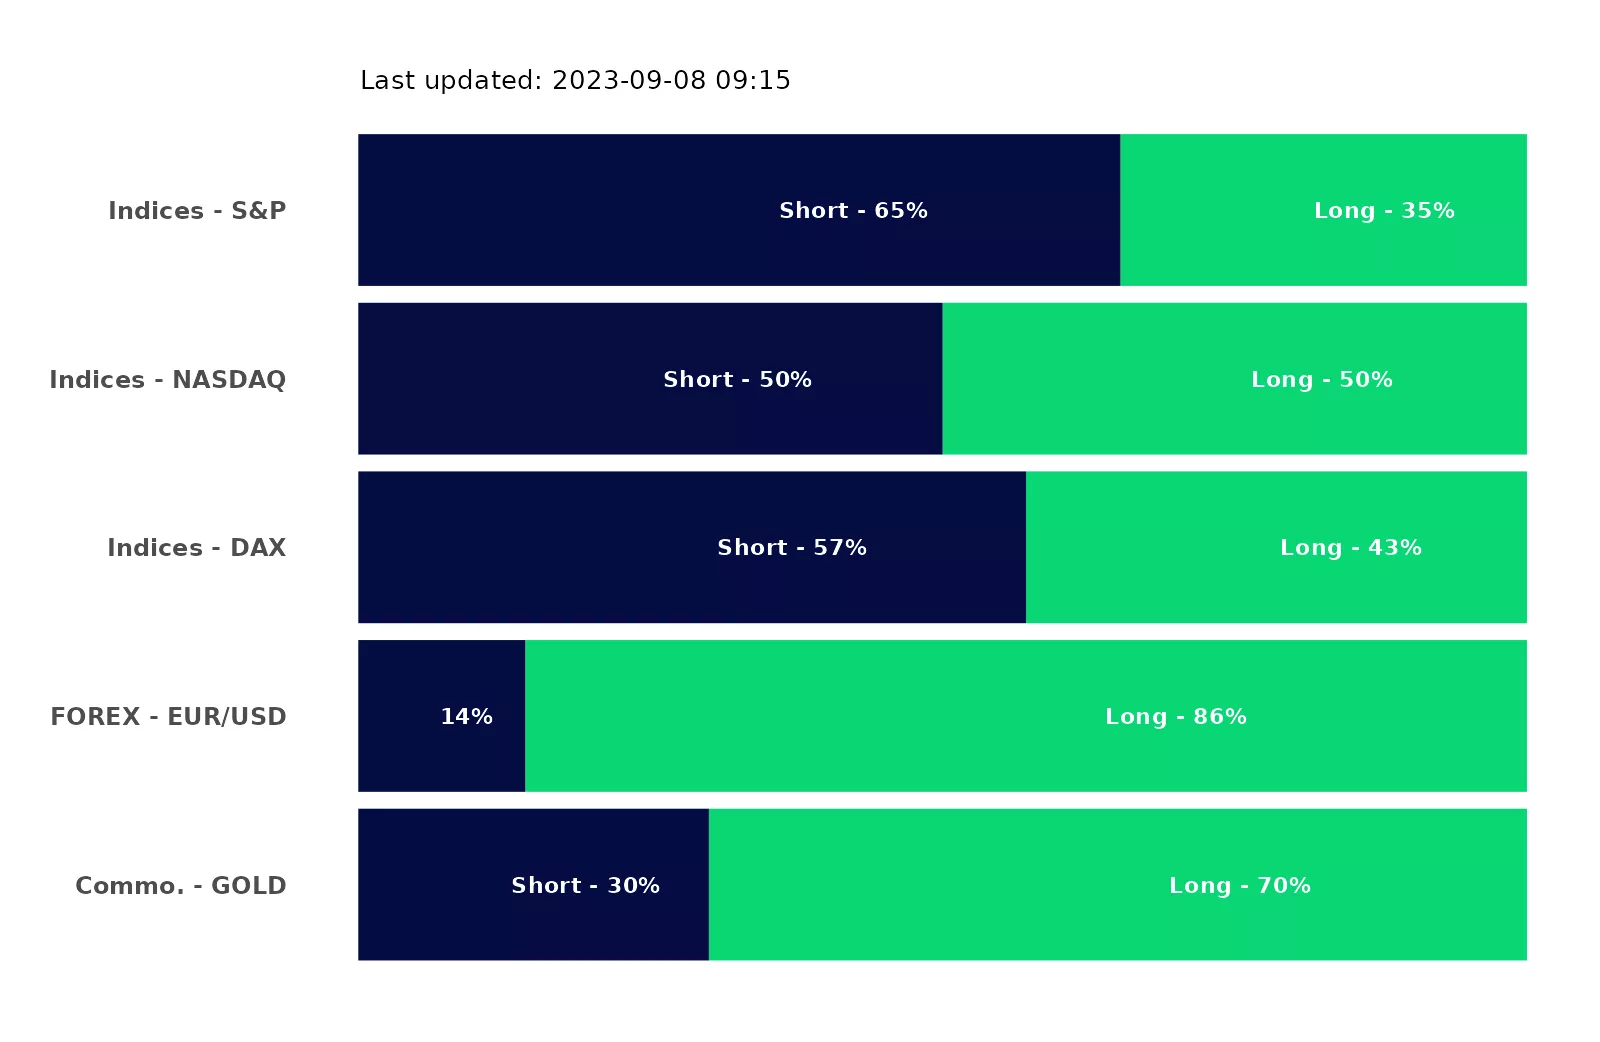 Last updated: 2023-09-08 09:15
Indices - S&P
Short - 65%
Long - 35%
Indices - NASDAQ
Short - 50%
Long - 50%
Indices - DAX
Short - 57%
Long - 43%
FOREX - EUR/USD
14%
Long - 86%
Commo. - GOLD
Short - 30%
Long - 70%